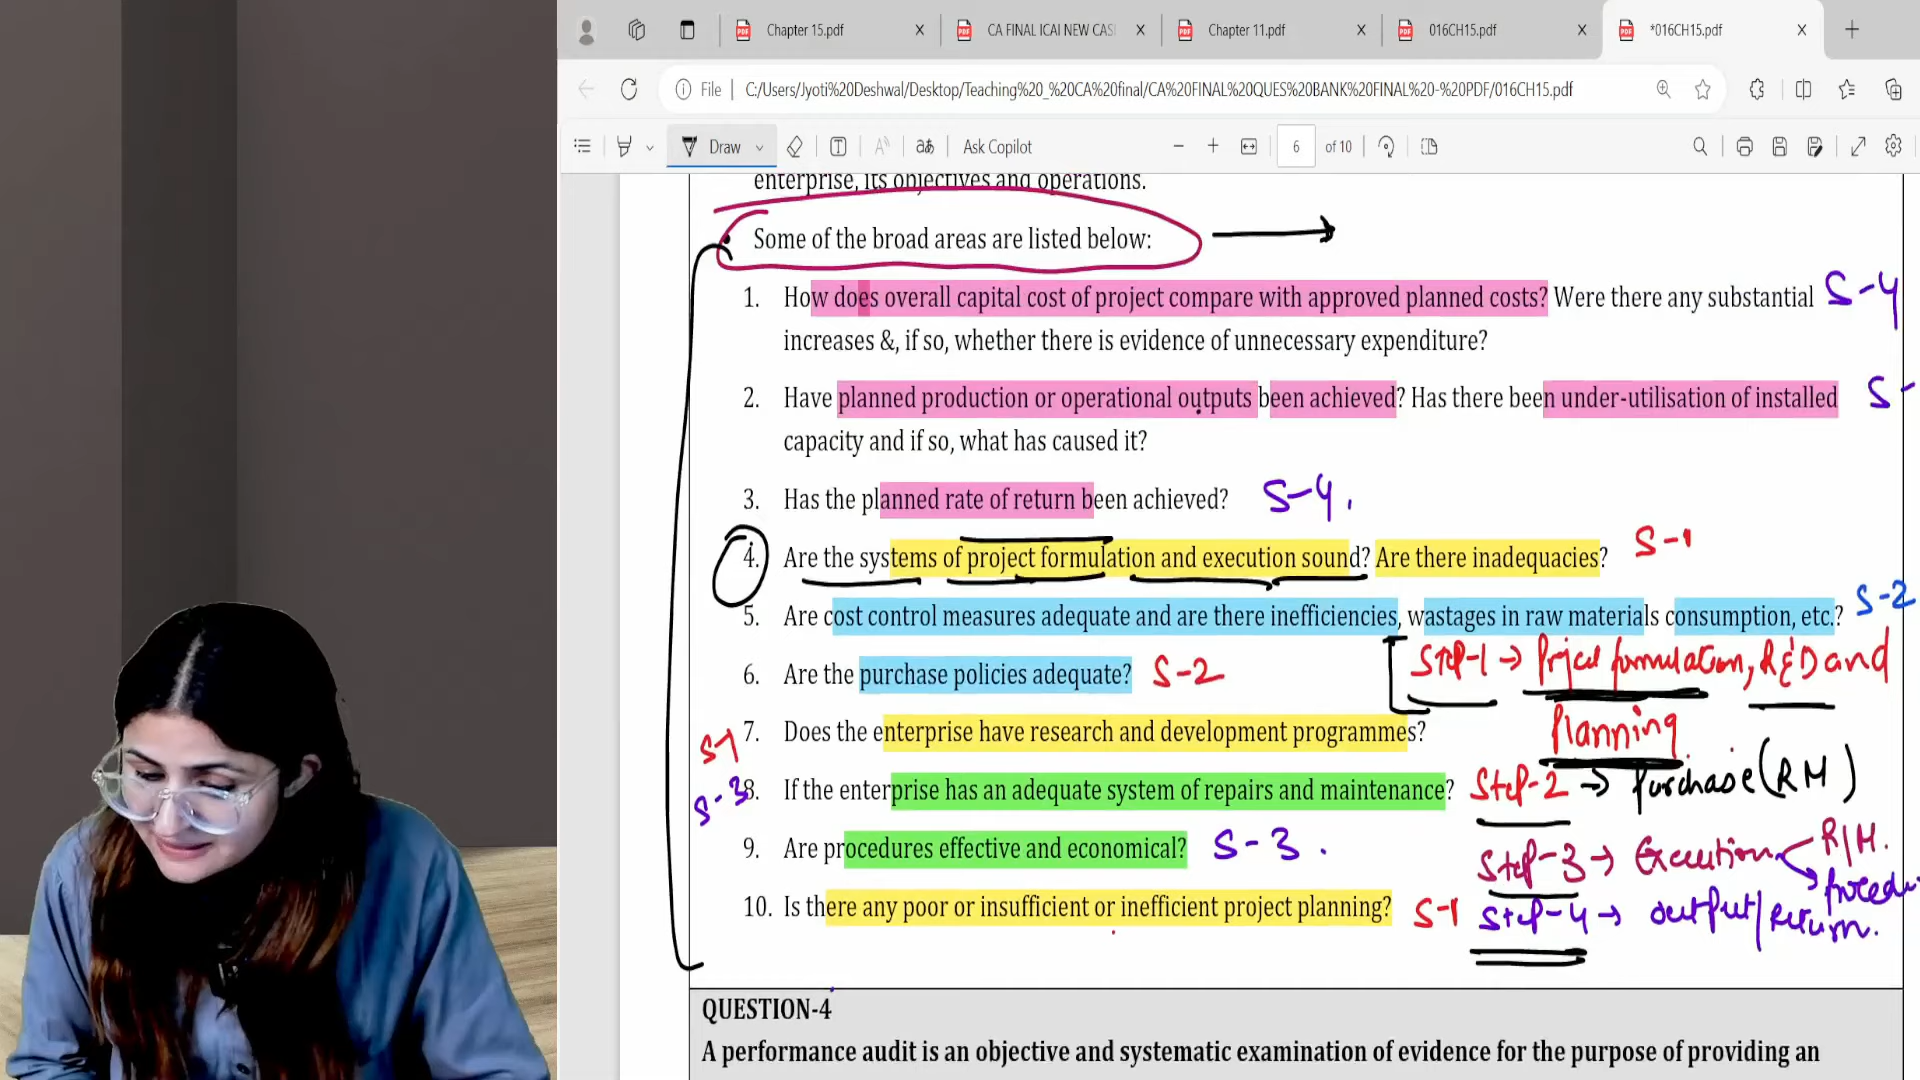 Chapter 15.pdf
CA FINAL ICAI NEW CAS
Chapter 11.pdf
016CH15.pdf
*016CH15.pdf
File
C:/Users/Jyoti%20Deshwal/Desktop/Teaching%20_%20CA%20final/CA%20FINAL%20QUES%20BANK%20FINAL%20-%20PDF/016CH15.pdf
Draw
Ask Copilot
6 of 10
enterprise, its objectives and operations.
Some of the broad areas are listed below:
1. How does overall capital cost of project compare with approved planned costs? Were there any substantial S-4
increases &, if so, whether there is evidence of unnecessary expenditure?
2. Have planned production or operational outputs been achieved? Has there been under-utilisation of installed S-
capacity and if so, what has caused it?
3. Has the planned rate of return been achieved? S-4.
4. Are the systems of project formulation and execution sound? Are there inadequacies? S-1
5. Are cost control measures adequate and are there inefficiencies, wastages in raw materials consumption, etc.? S-2
6. Are the purchase policies adequate? S-2
Step-1 → Project formulation, R&D and
Planning
S-1 7. Does the enterprise have research and development programmes?
S-3 8. If the enterprise has an adequate system of repairs and maintenance?
Step-2 → Purchase (RM)
9. Are procedures effective and economical? S-3.
Step-3 → Execution R/M.
Procedu
10. Is there any poor or insufficient or inefficient project planning? S-1
Step-4 → output/Return.
QUESTION-4
A performance audit is an objective and systematic examination of evidence for the purpose of providing an